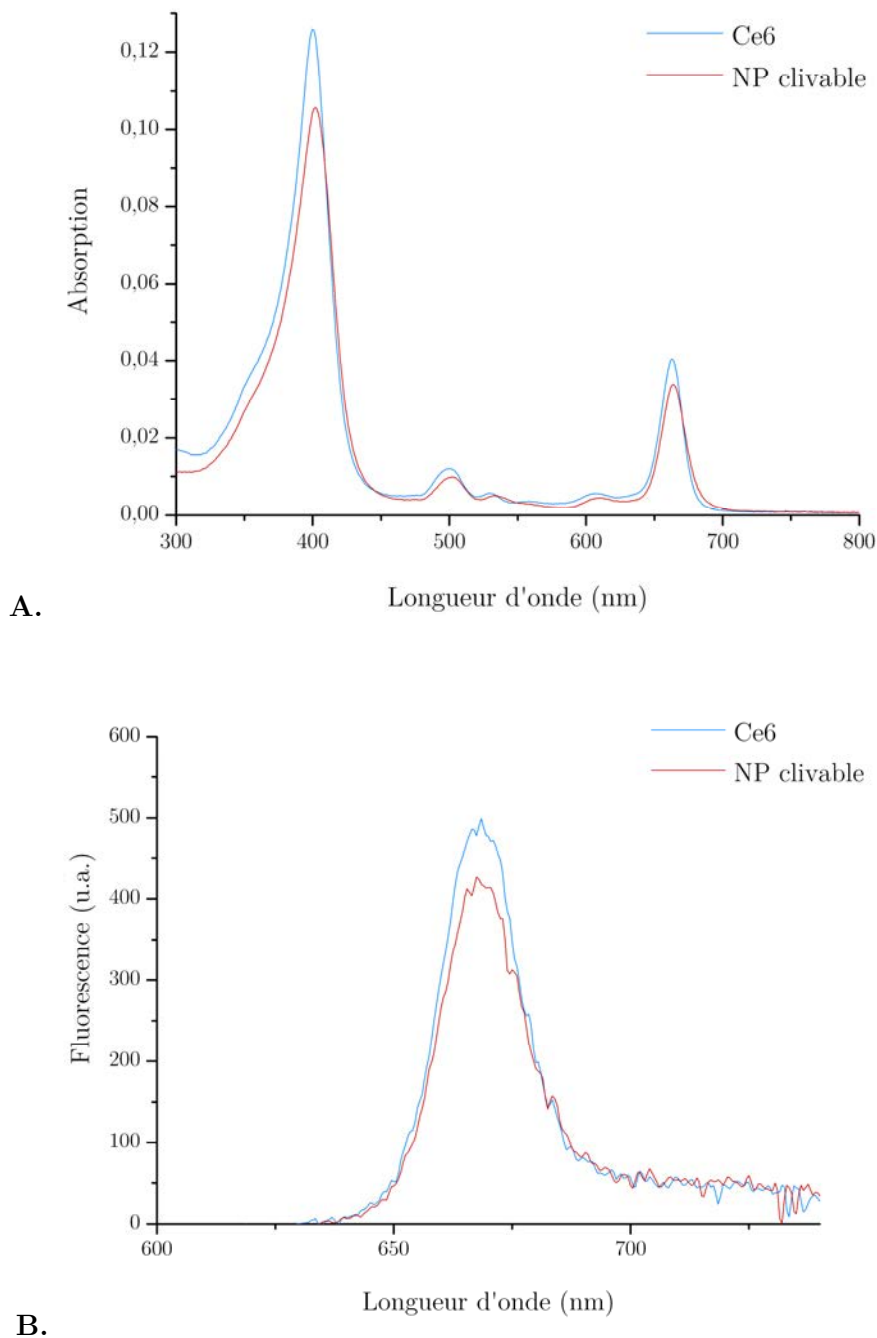 Ce6
NP clivable
0,12
0,10
0,08
0,06
0,04
0,02
0,00
Absorption
300 400 500 600 700 800
Longueur d'onde (nm)
A.
Ce6
NP clivable
600
500
400
300
200
100
0
Fluorescence (u.a.)
600 650 700
Longueur d'onde (nm)
B.